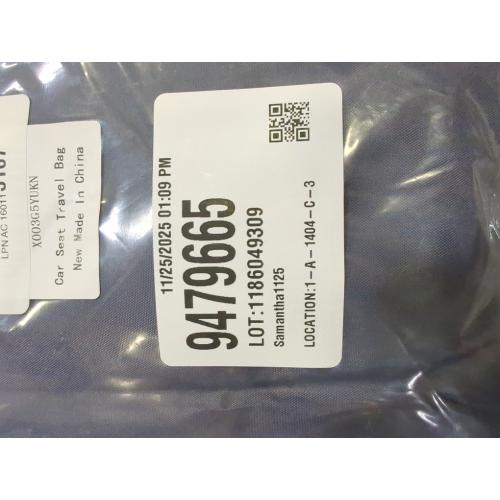 LPN AC 16011
X003G5YUKN
Car Seat Travel Bag
New Made In China
11/25/2025 01:09 PM
9479665
LOT:1186049309
Samantha1125
LOCATION:1-A-1404-C-3